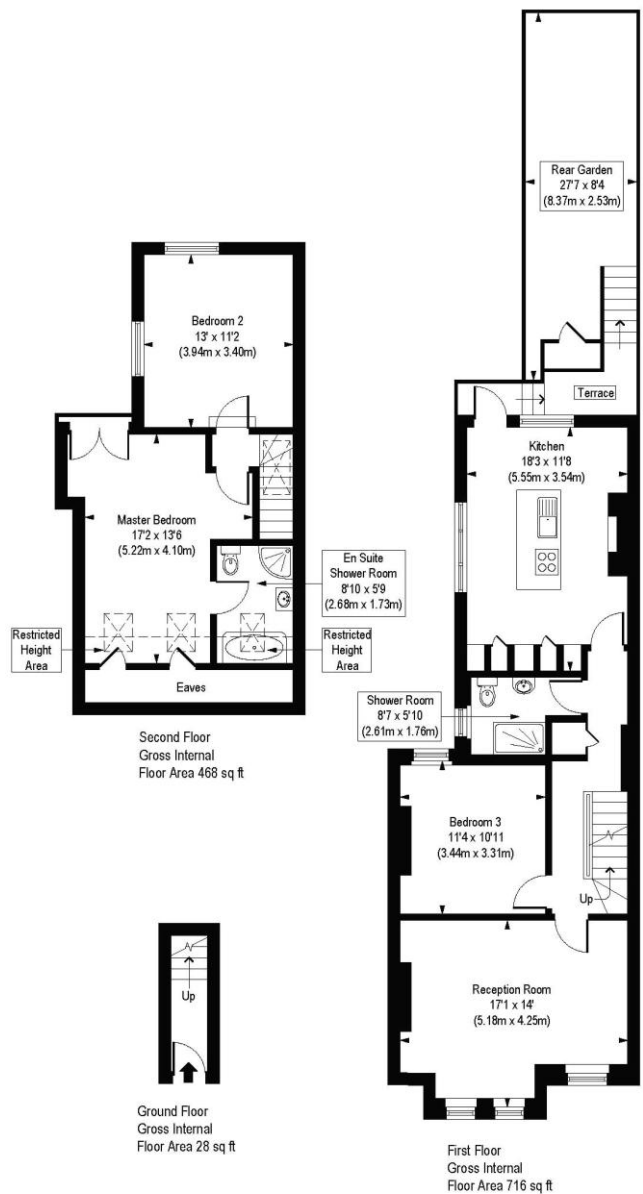 Rear Garden
27'7 x 8'4
(8.37m x 2.53m)
Terrace
Bedroom 2
13' x 11'2
(3.94m x 3.40m)
Kitchen
18'3 x 11'8
(5.55m x 3.54m)
Master Bedroom
17'2 x 13'6
(5.22m x 4.10m)
En Suite
Shower Room
8'10 x 5'9
(2.68m x 1.73m)
Restricted
Height
Area
Restricted
Height
Area
Eaves
Second Floor
Gross Internal
Floor Area 468 sq ft
Shower Room
8'7 x 5'10
(2.61m x 1.76m)
Bedroom 3
11'4 x 10'11
(3.44m x 3.31m)
Up
Reception Room
17'1 x 14'
(5.18m x 4.25m)
Up
Ground Floor
Gross Internal
Floor Area 28 sq ft
First Floor
Gross Internal
Floor Area 716 sq ft